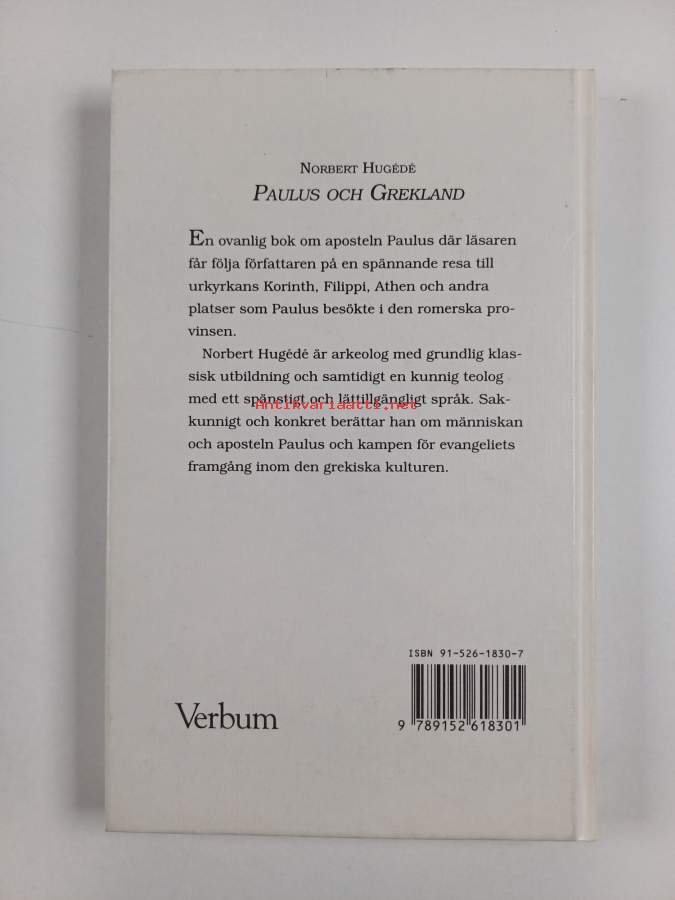 NORBERT HUGÉDÉ
PAULUS OCH GREKLAND
En ovanlig bok om aposteln Paulus där läsaren
får följa författaren på en spännande resa till
urkyrkans Korinth, Filippi, Athen och andra
platser som Paulus besökte i den romerska pro-
vinsen.
Norbert Hugédé är arkeolog med grundlig klas-
sisk utbildning och samtidigt en kunnig teolog
med ett spänstigt och lättillgängligt språk. Sak-
Antikvariaatti.net
kunnigt och konkret berättar han om människan
och aposteln Paulus och kampen för evangeliets
framgång inom den grekiska kulturen.
ISBN 91-526-1830-7
Verbum
9 789152 618301